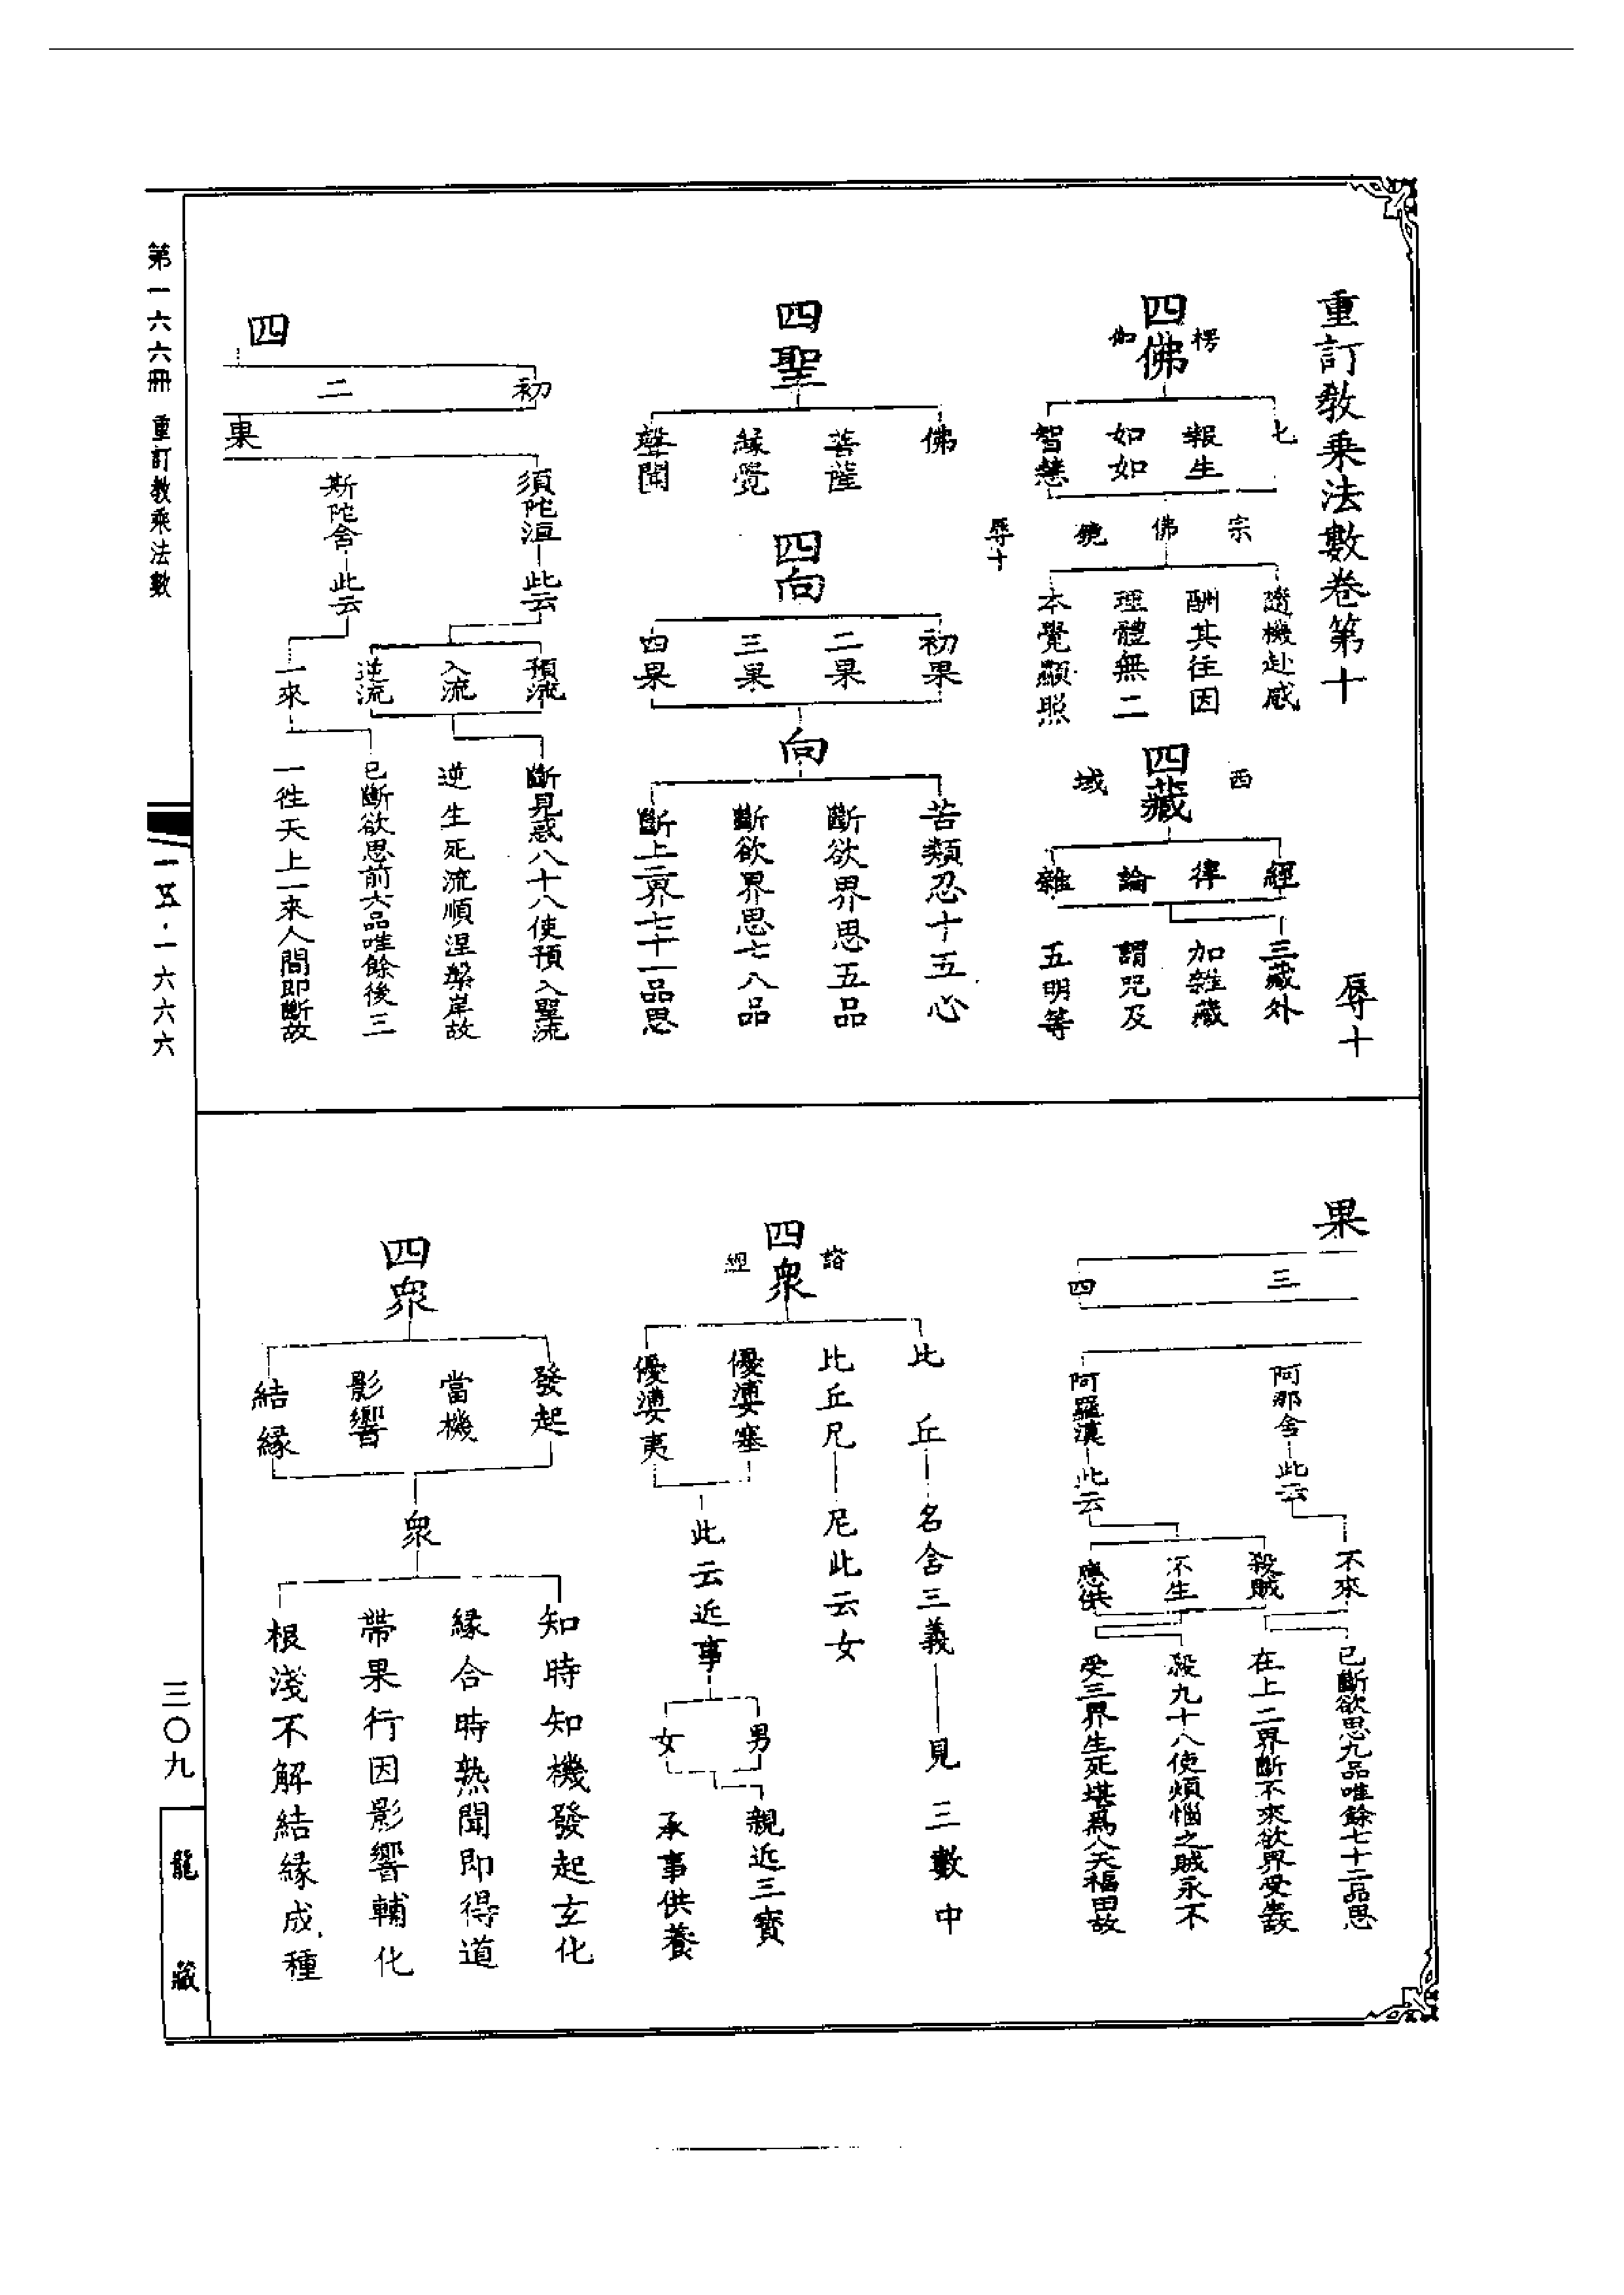 重訂教乘法數卷第十
辱十
四佛
楞
伽
化
報生
如如
智慧
佛
宗
鏡
隨機赴感
酬其往因
理體無二
本覺顯照
四藏
西
域
經
律
論
雜
三藏外
加雜藏
謂咒及
五明等
辱十
四聖
佛
菩薩
緣覺
聲聞
四向
初果
二果
三果
四果
向
苦類忍十五心
斷欲界思五品
斷欲界思七八品
斷上二界七十一品思
四
初
二
果
須陀洹
此云
預流
入流
逆流
斷見惑八十八使預入聖流
逆生死流順涅槃岸故
斯陀含
此云
一來
已斷欲思前六品唯餘後三
一徃天上一來人間即斷故
果
三
四
阿那含
此云
不來
已斷欲思九品唯餘七十二品思
在上二界斷不來欲界受生故
阿羅漢
此云
殺賊
不生
應供
殺九十八使煩惱之賊永不
受三界生死堪為人天福田故
四衆
諸
經
比丘
名含三義
見三數中
比丘尼
尼此云女
優婆塞
優婆夷
此云近事
男
女
親近三寶
承事供養
四衆
發起
當機
影響
結緣
衆
知時知機發起玄化
緣合時熟聞即得道
帶果行因影響輔化
根淺不解結緣成種
第一六六冊 重訂教乘法數
一五·一六六六
三〇九
龍藏